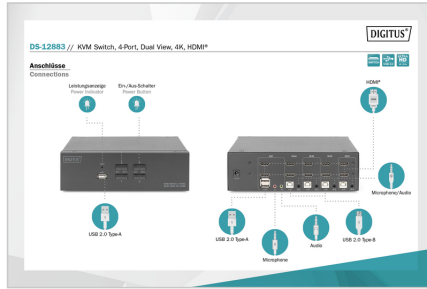 DIGITUS®
DS-12883 // KVM Switch, 4-Port, Dual View, 4K, HDMI®
Anschlüsse
Connections
Leistungsanzeige
Power Indicator
Ein-/Aus-Schalter
Power Button
HDMI®
DIGITUS
Microphone/Audio
USB 2.0 Type-A
USB 2.0 Type-A
Microphone
Audio
USB 2.0 Type-B